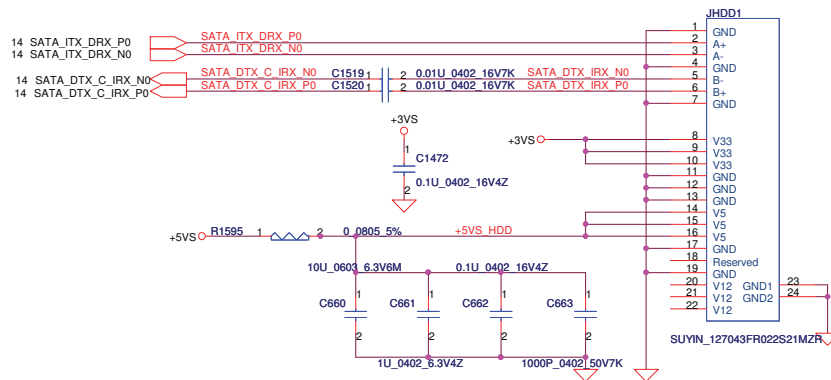 JHDD1
1 GND
14 SATA_ITX_DRX_P0 SATA_ITX_DRX_P0 2 A+
14 SATA_ITX_DRX_N0 SATA_ITX_DRX_N0 3 A-
4 GND
14 SATA_DTX_C_IRX_N0 SATA_DTX_C_IRX_N0 C1519 1 2 0.01U_0402_16V7K SATA_DTX_IRX_N0 5 B-
14 SATA_DTX_C_IRX_P0 SATA_DTX_C_IRX_P0 C1520 1 2 0.01U_0402_16V7K SATA_DTX_IRX_P0 6 B+
7 GND
+3VS
+3VS 8 V33
1 9 V33
C1472 10 V33
0.1U_0402_16V4Z 11 GND
2 12 GND
13 GND
14 V5
15 V5
+5VS R1595 1 2 0_0805_5% +5VS_HDD 16 V5
17 GND
18 Reserved
10U_0603_6.3V6M 0.1U_0402_16V4Z 19 GND
20 V12 GND1 23
1 1 1 1 21 V12 GND2 24
C660 C661 C662 C663 22 V12
2 2 2 2
SUYIN_127043FR022S21MZR
1U_0402_6.3V4Z 1000P_0402_50V7K